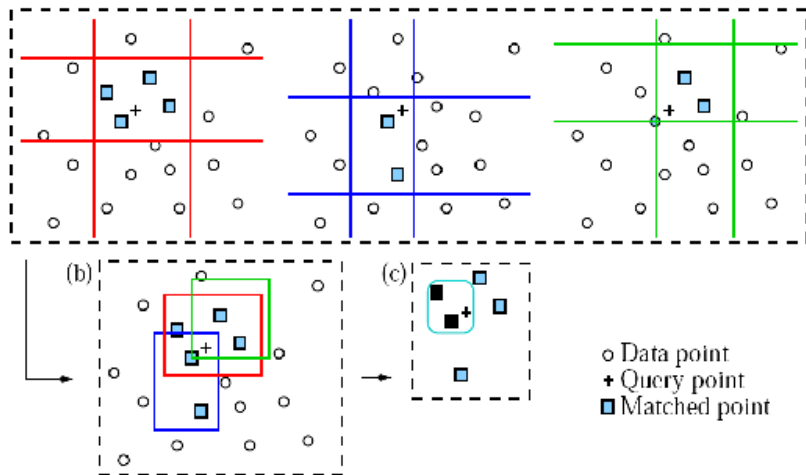 (b)
(c)
Data point
Query point
Matched point